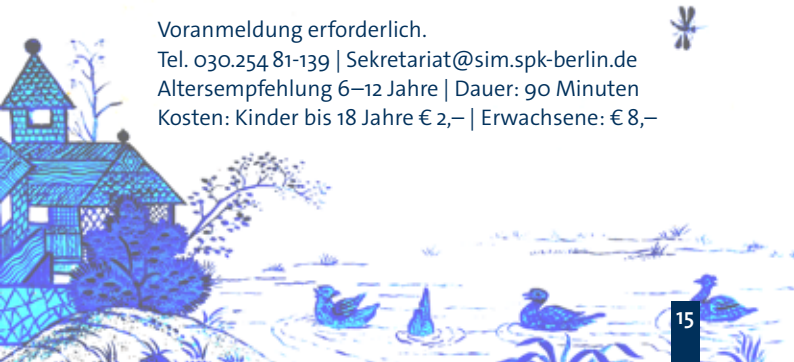 Voranmeldung erforderlich.
Tel. 030.254 81-139 | Sekretariat@sim.spk-berlin.de
Altersempfehlung 6–12 Jahre | Dauer: 90 Minuten
Kosten: Kinder bis 18 Jahre € 2,– | Erwachsene: € 8,–
15